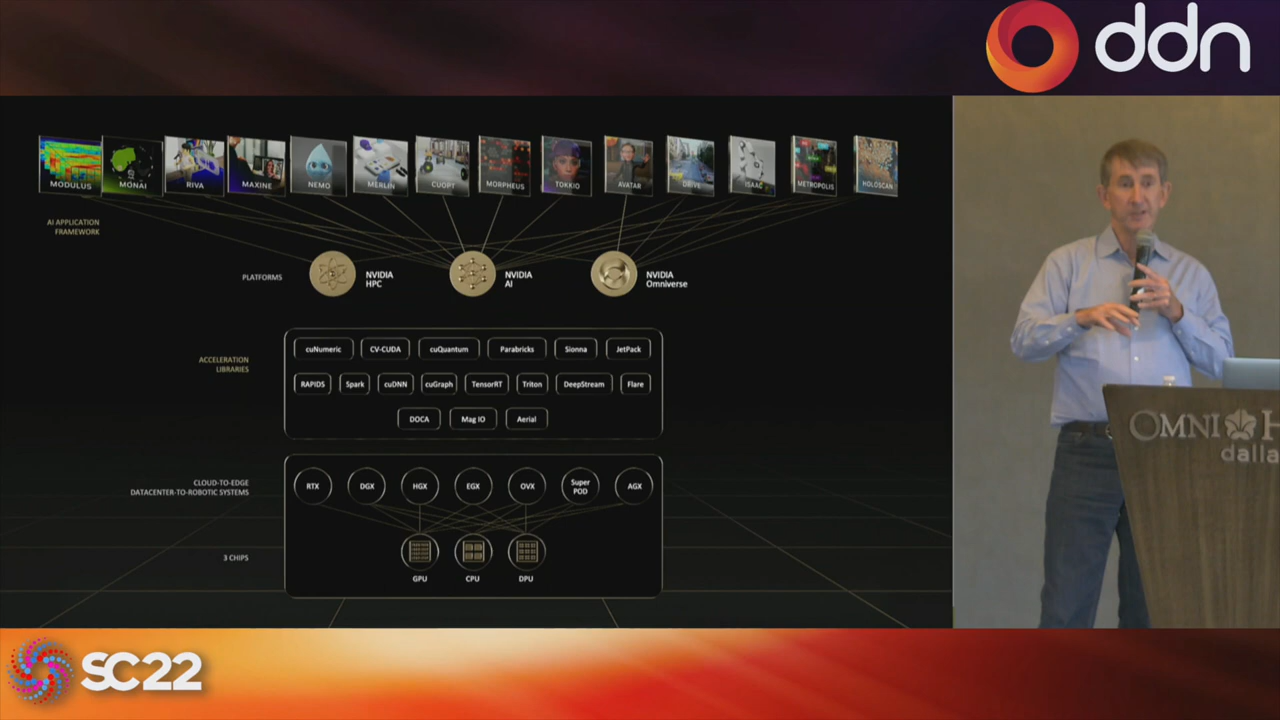 ddn
MODULUS MONAI RIVA MAXINE NEMO MERLIN CUOPT MORPHEUS TOKKIO AVATAR DRIVE ISAAC METROPOLIS HOLOSCAN
AI APPLICATION
FRAMEWORK
PLATFORMS
NVIDIA
HPC
NVIDIA
AI
NVIDIA
Omniverse
ACCELERATION
LIBRARIES
cuNumeric CV-CUDA cuQuantum Parabricks Sionna JetPack
RAPIDS Spark cuDNN cuGraph TensorRT Triton DeepStream Flare
DOCA Mag IO Aerial
CLOUD-TO-EDGE
DATACENTER-TO-ROBOTIC SYSTEMS
RTX DGX HGX EGX OVX Super
POD AGX
3 CHIPS
GPU CPU DPU
OMNI H
dalla
SC22